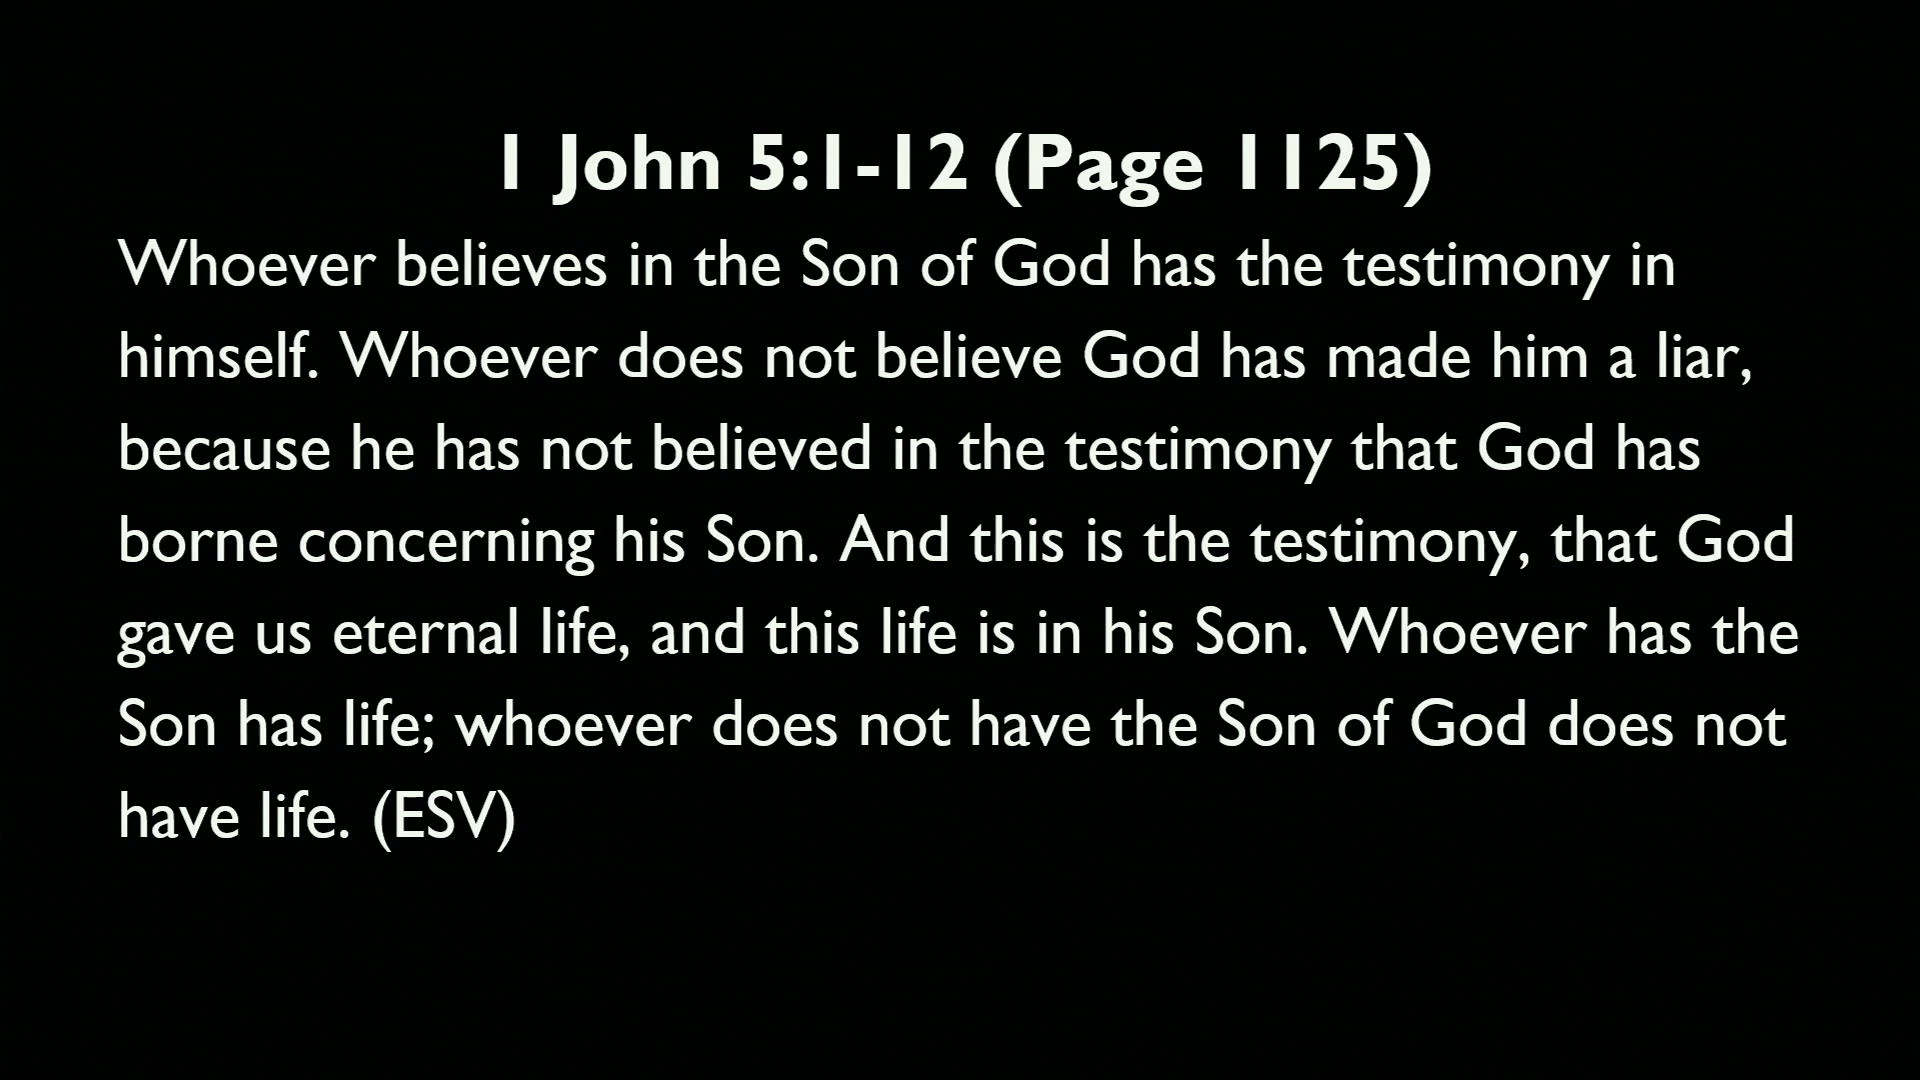 1 John 5:1-12 (Page 1125)
Whoever believes in the Son of God has the testimony in
himself. Whoever does not believe God has made him a liar,
because he has not believed in the testimony that God has
borne concerning his Son. And this is the testimony, that God
gave us eternal life, and this life is in his Son. Whoever has the
Son has life; whoever does not have the Son of God does not
have life. (ESV)